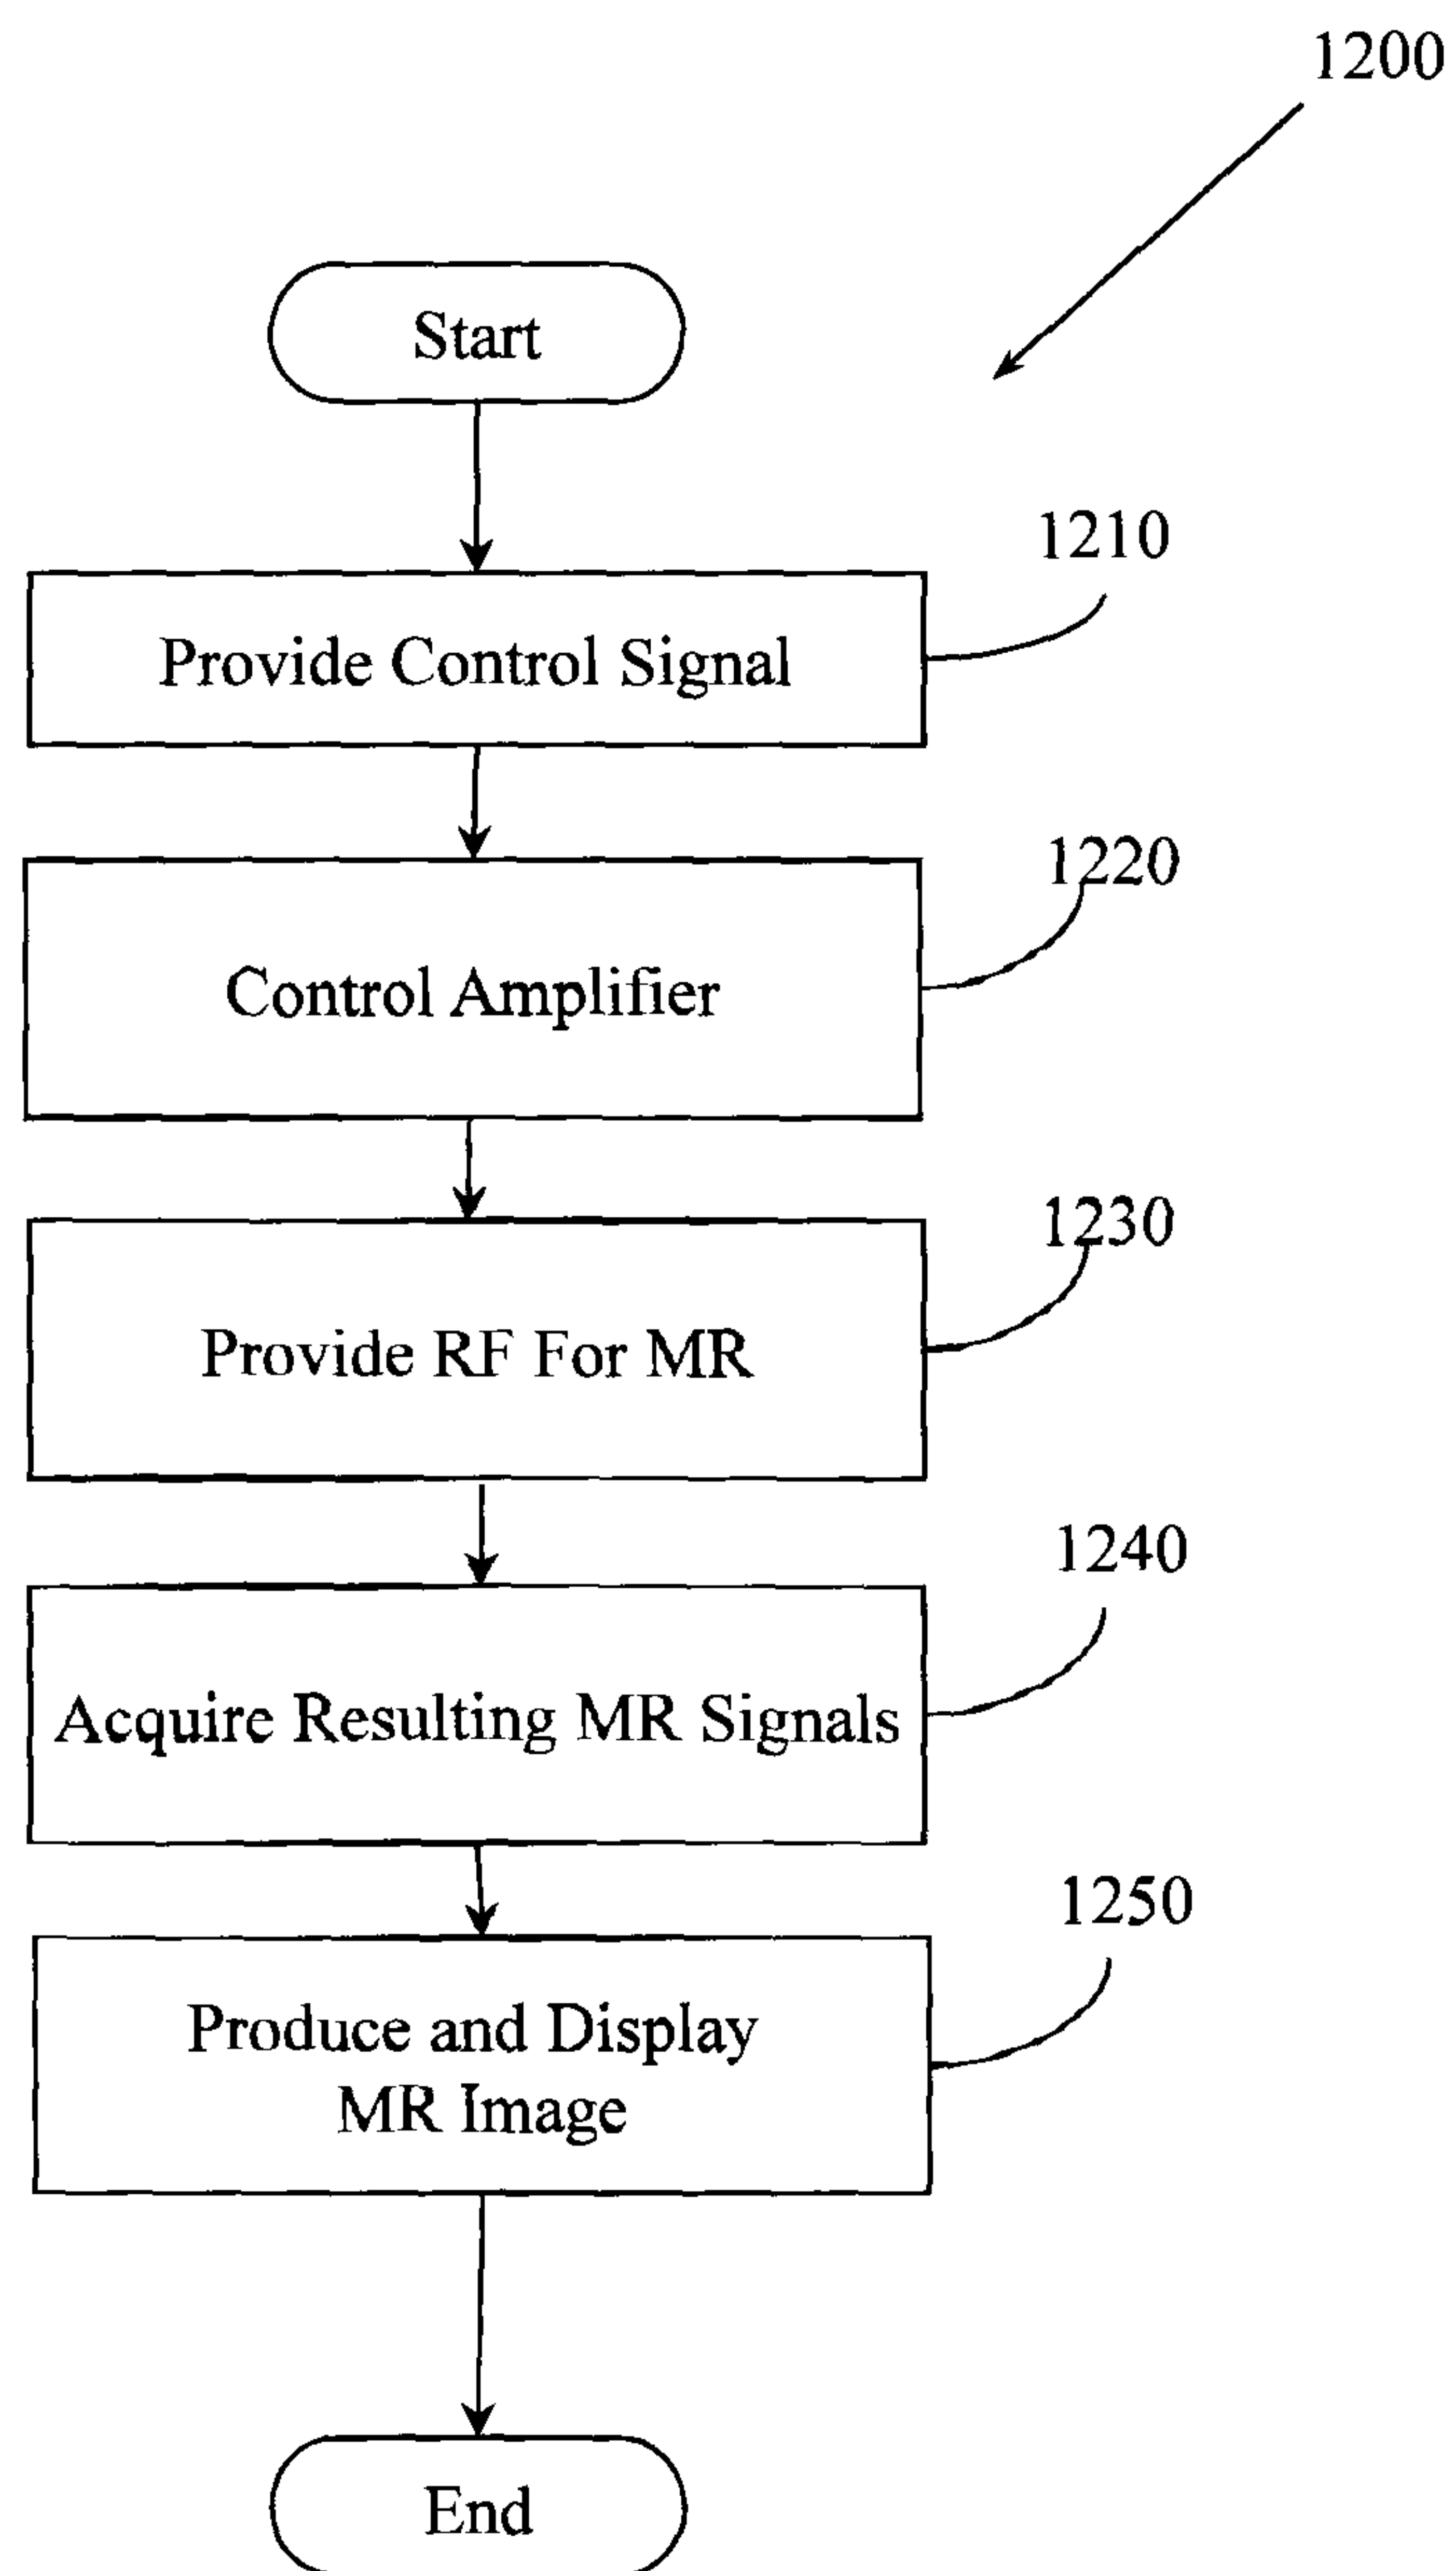 1200
Start
1210
Provide Control Signal
1220
Control Amplifier
1230
Provide RF For MR
1240
Acquire Resulting MR Signals
1250
Produce and Display
MR Image
End